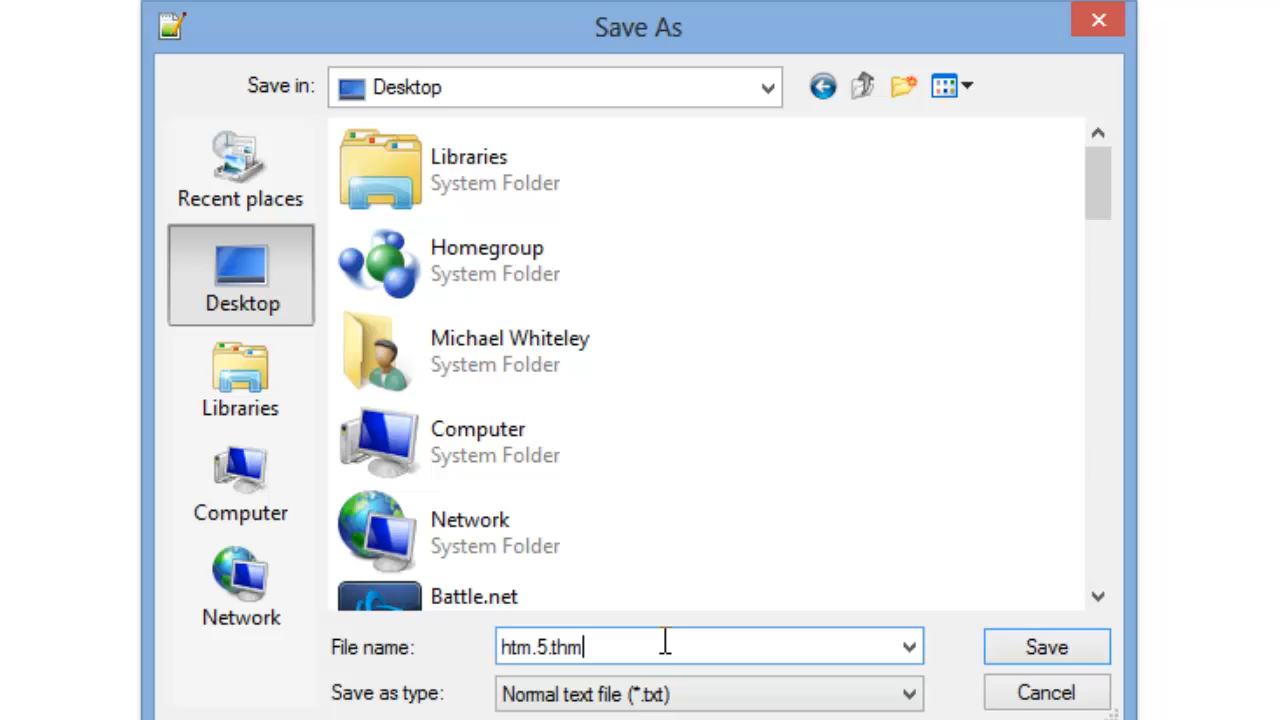 Save As
Save in:
Desktop
Recent places
Desktop
Libraries
Computer
Network
Libraries
System Folder
Homegroup
System Folder
Michael Whiteley
System Folder
Computer
System Folder
Network
System Folder
Battle.net
File name:
htm.5.thm
Save
Save as type:
Normal text file (*.txt)
Cancel